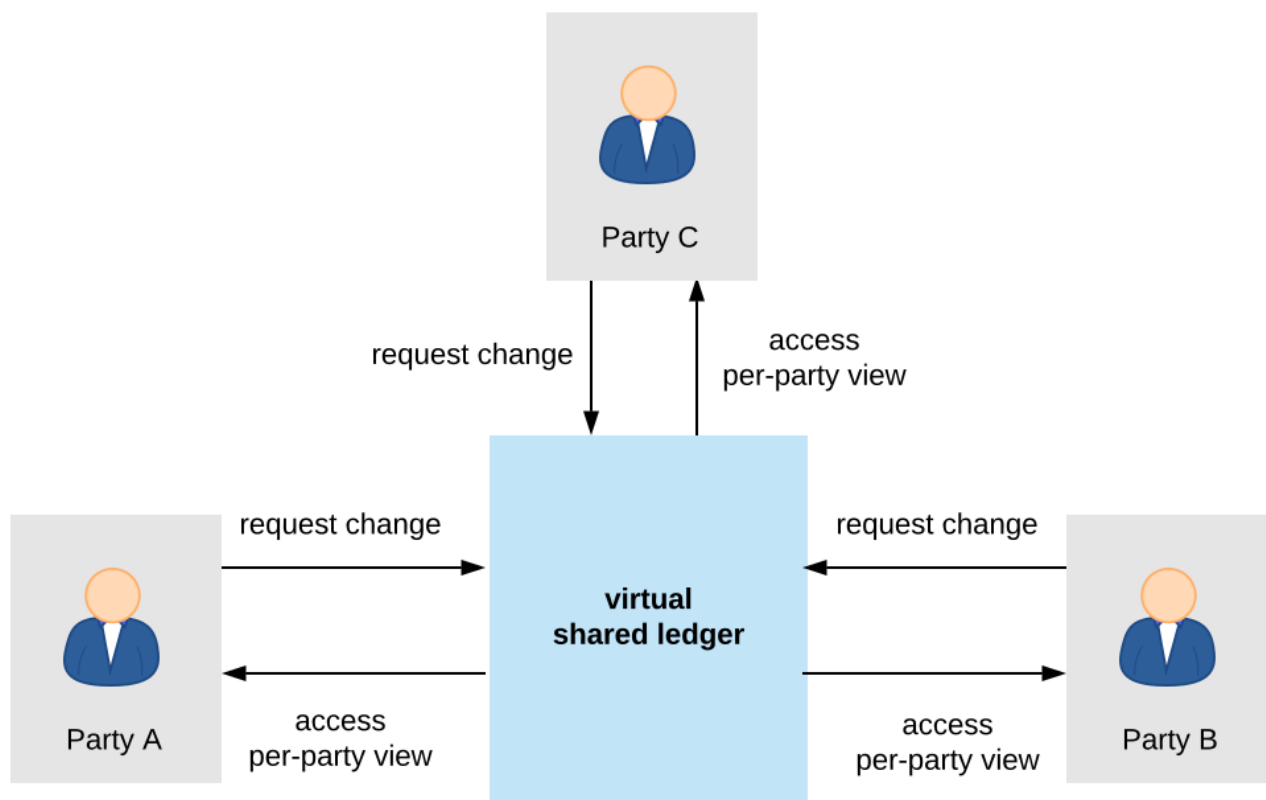 Party C
request change
access
per-party view
request change
request change
virtual
shared ledger
Party A
access
per-party view
access
per-party view
Party B